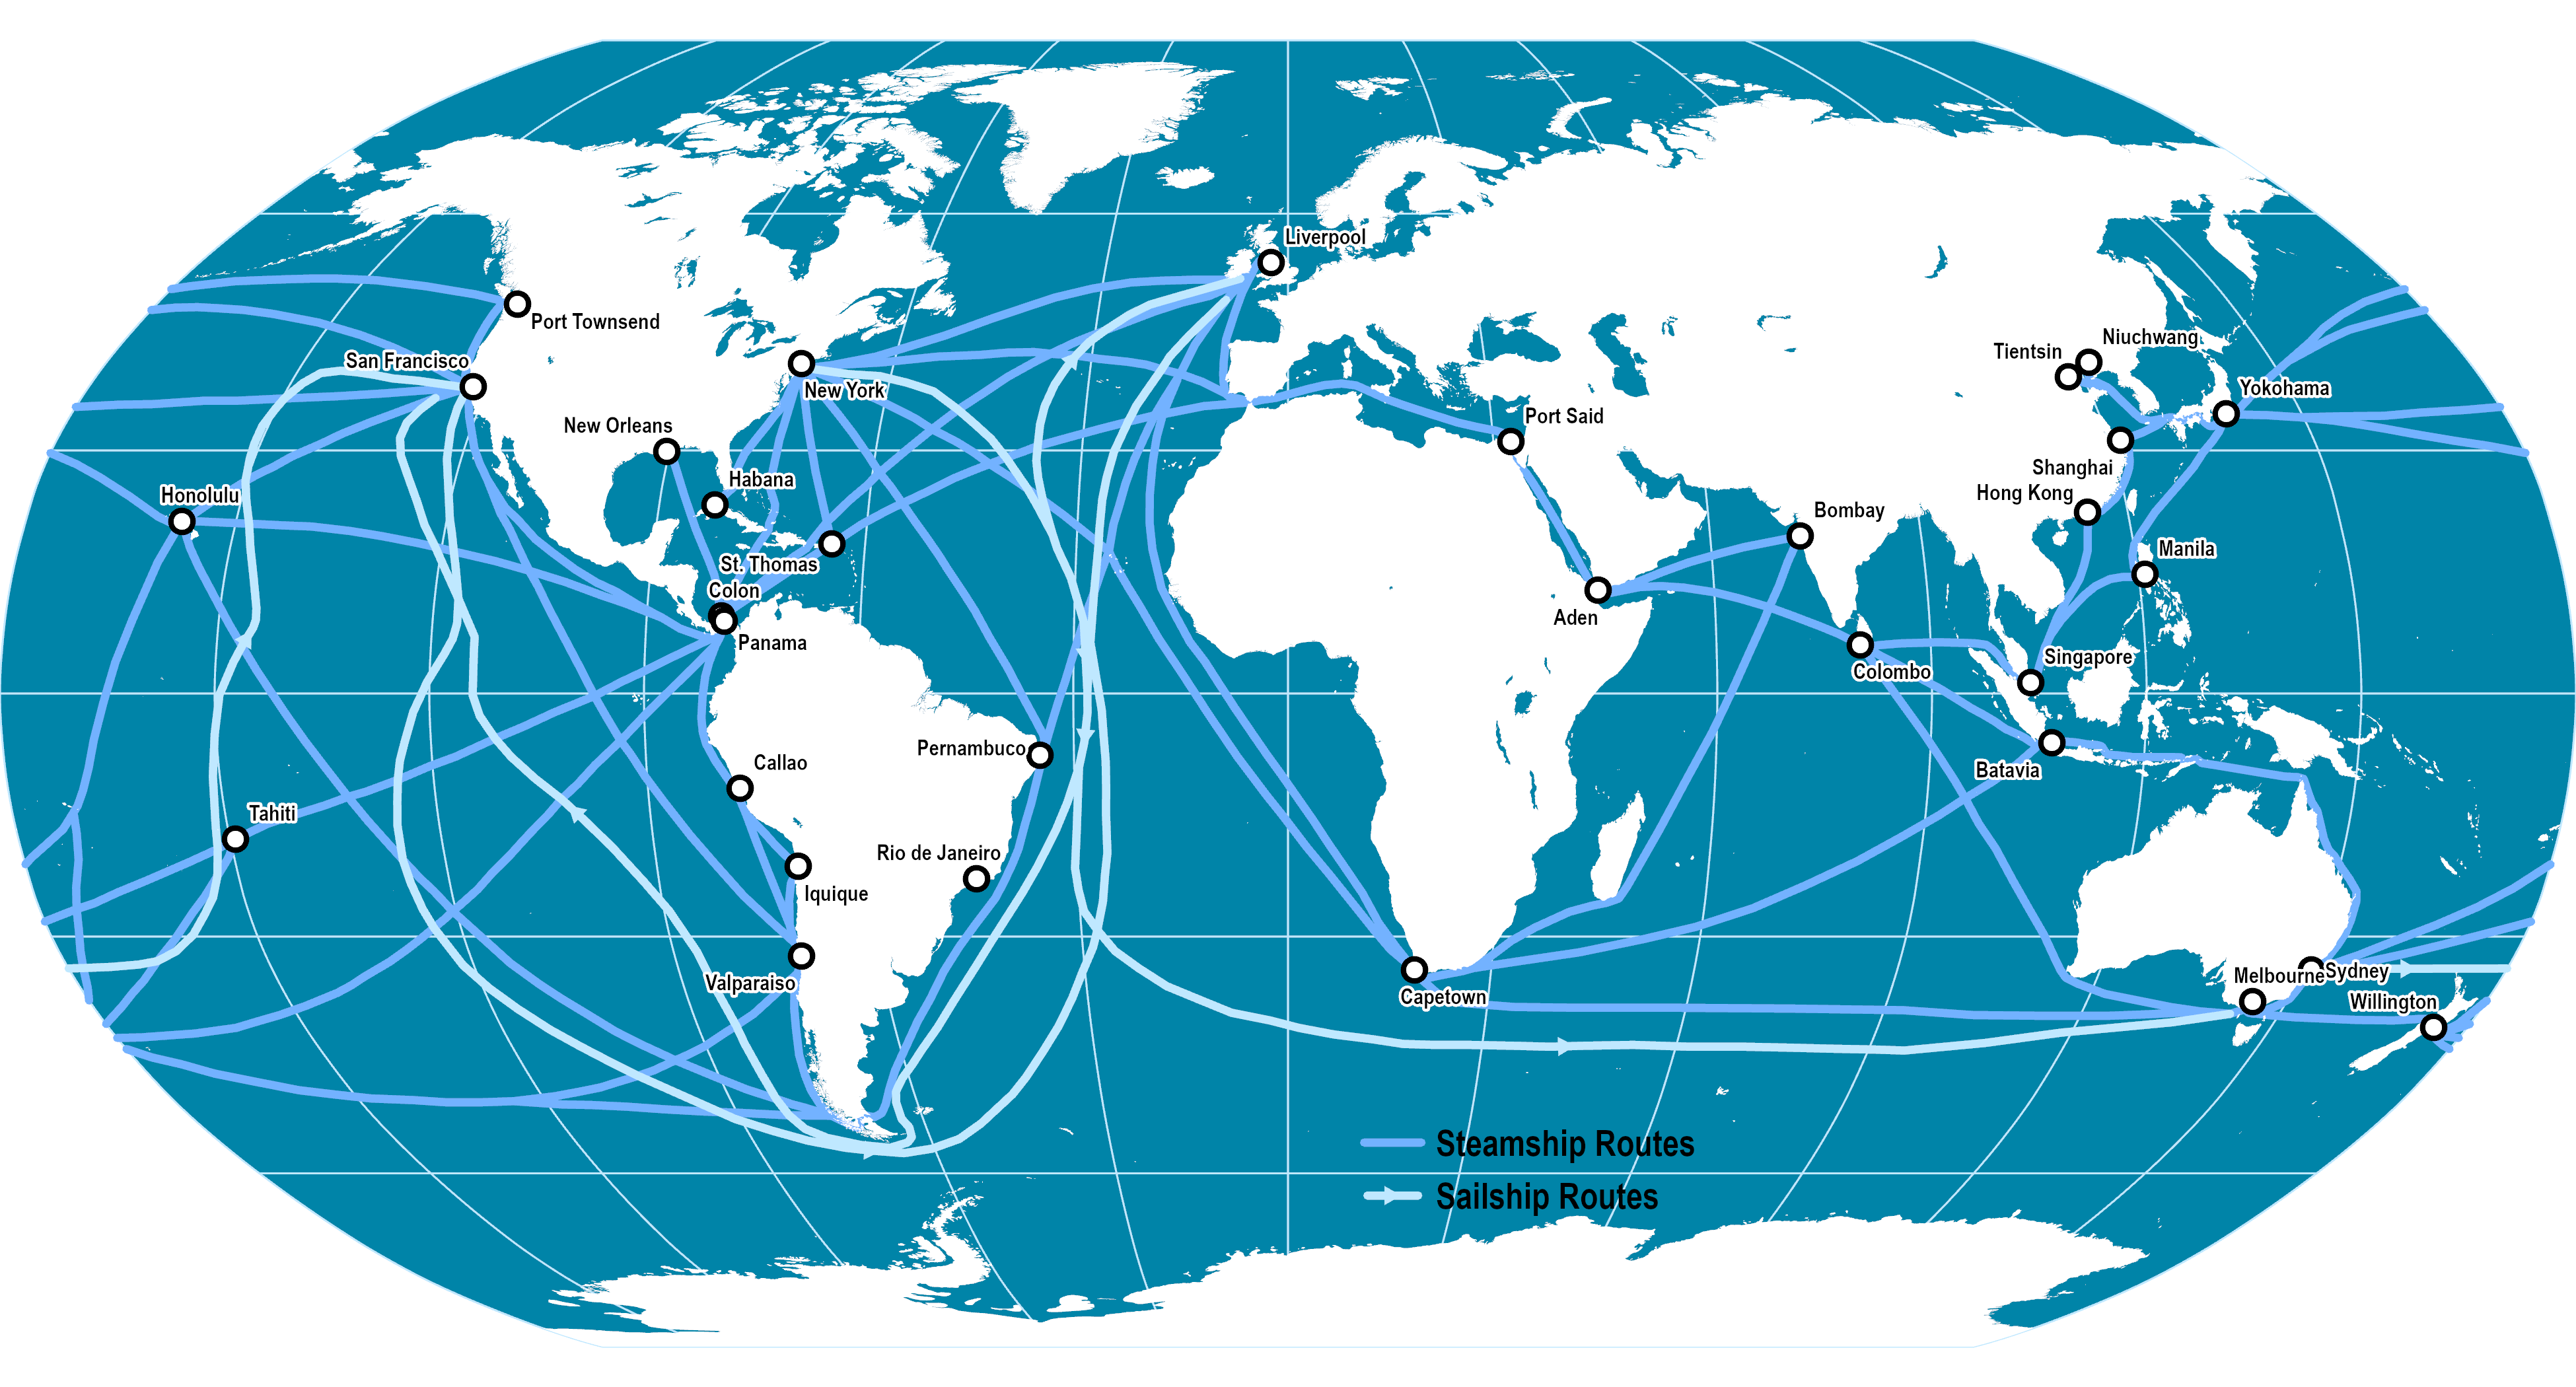 Liverpool
Port Townsend
Niuchwang
Tientsin
San Francisco
New York
Yokohama
Port Said
New Orleans
Shanghai
Habana
Hong Kong
Honolulu
Bombay
Manila
St. Thomas
Colon
Aden
Panama
Singapore
Colombo
Pernambuco
Callao
Batavia
Tahiti
Rio de Janeiro
Iquique
Sydney
Melbourne
Valparaiso
Capetown
Willington
Steamship Routes
Sailship Routes